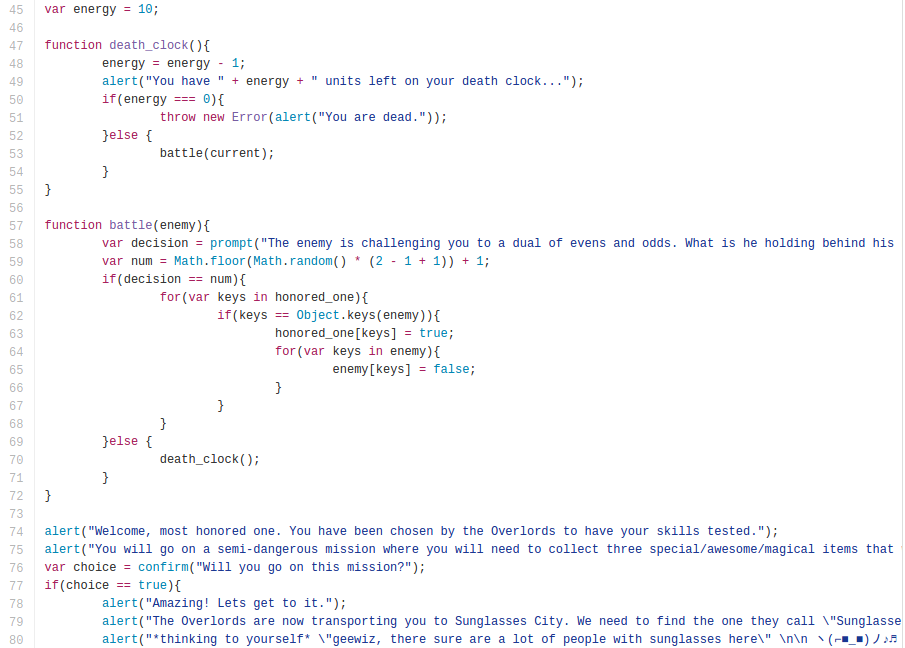 45 var energy = 10;
46
47 function death_clock(){
48 energy = energy - 1;
49 alert("You have " + energy + " units left on your death clock...");
50 if(energy === 0){
51 throw new Error(alert("You are dead."));
52 }else {
53 battle(current);
54 }
55 }
56
57 function battle(enemy){
58 var decision = prompt("The enemy is challenging you to a dual of evens and odds. What is he holding behind his
59 var num = Math.floor(Math.random() * (2 - 1 + 1)) + 1;
60 if(decision == num){
61 for(var keys in honored_one){
62 if(keys == Object.keys(enemy)){
63 honored_one[keys] = true;
64 for(var keys in enemy){
65 enemy[keys] = false;
66 }
67 }
68 }
69 }else {
70 death_clock();
71 }
72 }
73
74 alert("Welcome, most honored one. You have been chosen by the Overlords to have your skills tested.");
75 alert("You will go on a semi-dangerous mission where you will need to collect three special/awesome/magical items that
76 var choice = confirm("Will you go on this mission?");
77 if(choice == true){
78 alert("Amazing! Lets get to it.");
79 alert("The Overlords are now transporting you to Sunglasses City. We need to find the one they call \"Sunglasse
80 alert("*thinking to yourself* \"geewiz, there sure are a lot of people with sunglasses here\" \n\n ヽ(⌐■_■)ノ♪♬